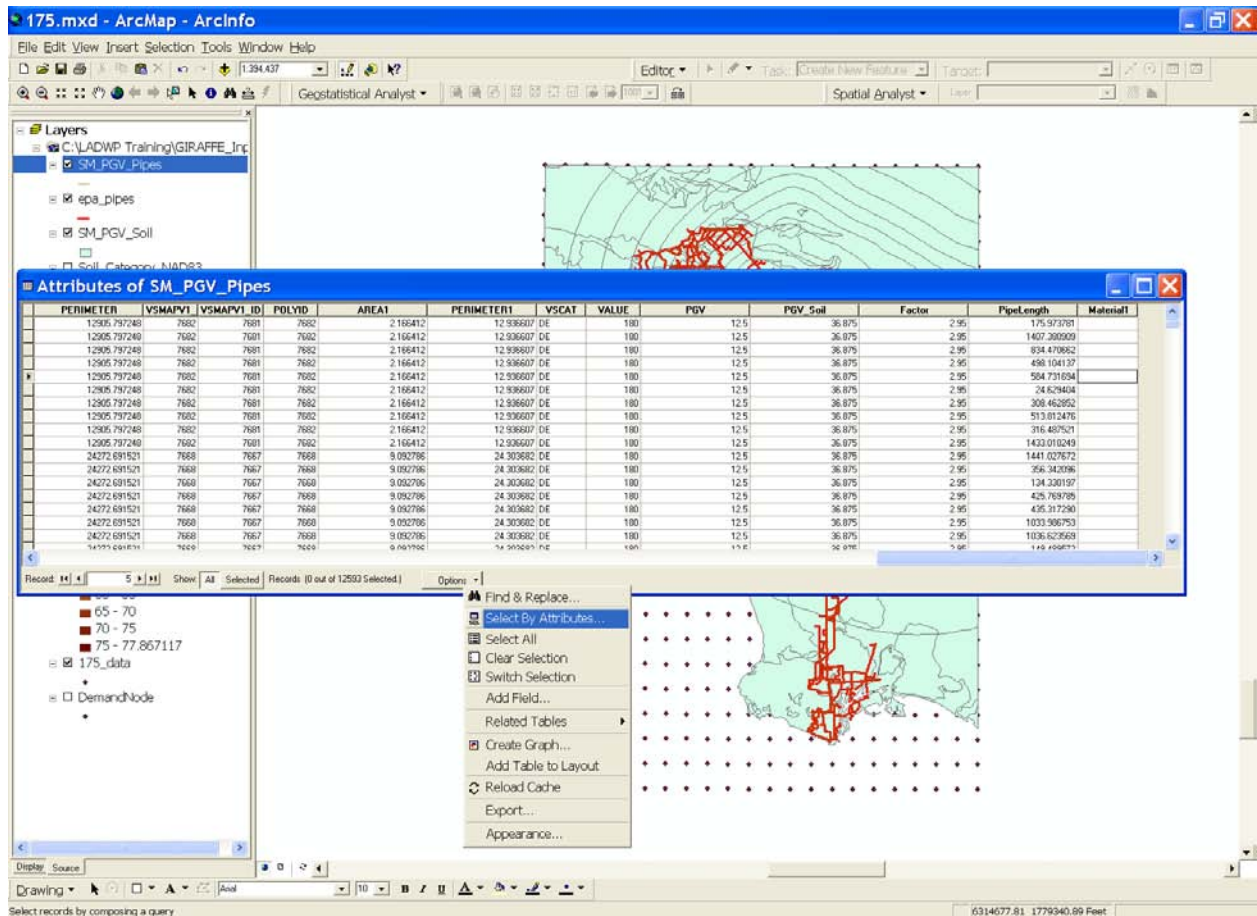 175.mxd - ArcMap - ArcInfo
File Edit View Insert Selection Tools Window Help
1:394,437
Editor
Task: Create New Feature
Target:
Geostatistical Analyst
Spatial Analyst
Layer:
Layers
C:\LADWP Training\GIRAFFE_Inp
SM_PGV_Pipes
epa_pipes
SM_PGV_Soil
Soil_Category_NAD83
Attributes of SM_PGV_Pipes
PERIMETER VSMAPV1_ VSMAPV1_ID POLYID AREA1 PERIMETER1 VSCAT VALUE PGV PGV_Soil Factor PipeLength Material1
12905.797248 7682 7681 7682 2.166412 12.936607 DE 180 12.5 36.875 2.95 175.973781
12905.797248 7682 7681 7682 2.166412 12.936607 DE 180 12.5 36.875 2.95 1407.380909
12905.797248 7682 7681 7682 2.166412 12.936607 DE 180 12.5 36.875 2.95 834.470662
12905.797248 7682 7681 7682 2.166412 12.936607 DE 180 12.5 36.875 2.95 498.104137
12905.797248 7682 7681 7682 2.166412 12.936607 DE 180 12.5 36.875 2.95 584.731694
12905.797248 7682 7681 7682 2.166412 12.936607 DE 180 12.5 36.875 2.95 24.629404
12905.797248 7682 7681 7682 2.166412 12.936607 DE 180 12.5 36.875 2.95 308.462852
12905.797248 7682 7681 7682 2.166412 12.936607 DE 180 12.5 36.875 2.95 513.812476
12905.797248 7682 7681 7682 2.166412 12.936607 DE 180 12.5 36.875 2.95 316.487521
12905.797248 7682 7681 7682 2.166412 12.936607 DE 180 12.5 36.875 2.95 1433.010249
24272.691521 7668 7667 7668 9.092786 24.303682 DE 180 12.5 36.875 2.95 1441.027672
24272.691521 7668 7667 7668 9.092786 24.303682 DE 180 12.5 36.875 2.95 356.342096
24272.691521 7668 7667 7668 9.092786 24.303682 DE 180 12.5 36.875 2.95 134.330197
24272.691521 7668 7667 7668 9.092786 24.303682 DE 180 12.5 36.875 2.95 425.769785
24272.691521 7668 7667 7668 9.092786 24.303682 DE 180 12.5 36.875 2.95 435.317290
24272.691521 7668 7667 7668 9.092786 24.303682 DE 180 12.5 36.875 2.95 1033.986753
24272.691521 7668 7667 7668 9.092786 24.303682 DE 180 12.5 36.875 2.95 1036.623569
Record: 5 Show: All Selected Records (0 out of 12593 Selected.) Options
Find & Replace...
Select By Attributes...
Select All
Clear Selection
Switch Selection
Add Field...
Related Tables
Create Graph...
Add Table to Layout
Reload Cache
Export...
Appearance...
65 - 70
70 - 75
75 - 77.867117
175_data
DemandNode
Display Source
Drawing
Arial
10
B I U A
Select records by composing a query
6314677.81 1779340.89 Feet